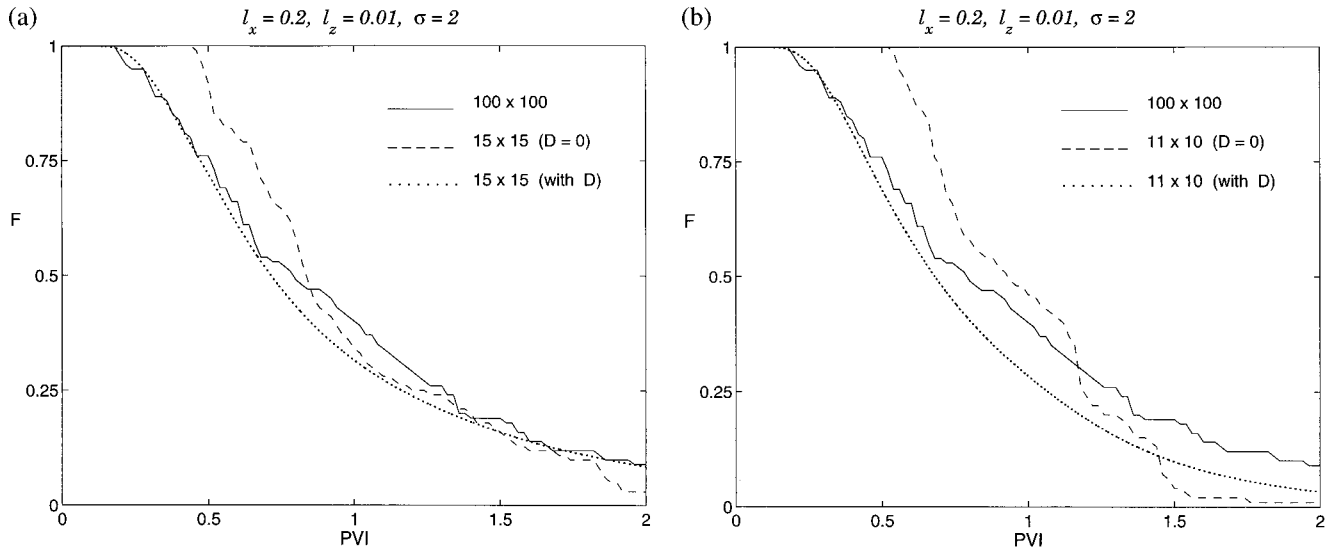 (a)
l_x = 0.2, l_z = 0.01, σ = 2
1
0.75
F
0.5
0.25
0
0
0.5
1
1.5
2
PVI
100 x 100
15 x 15 (D = 0)
15 x 15 (with D)
(b)
l_x = 0.2, l_z = 0.01, σ = 2
1
0.75
F
0.5
0.25
0
0
0.5
1
1.5
2
PVI
100 x 100
11 x 10 (D = 0)
11 x 10 (with D)